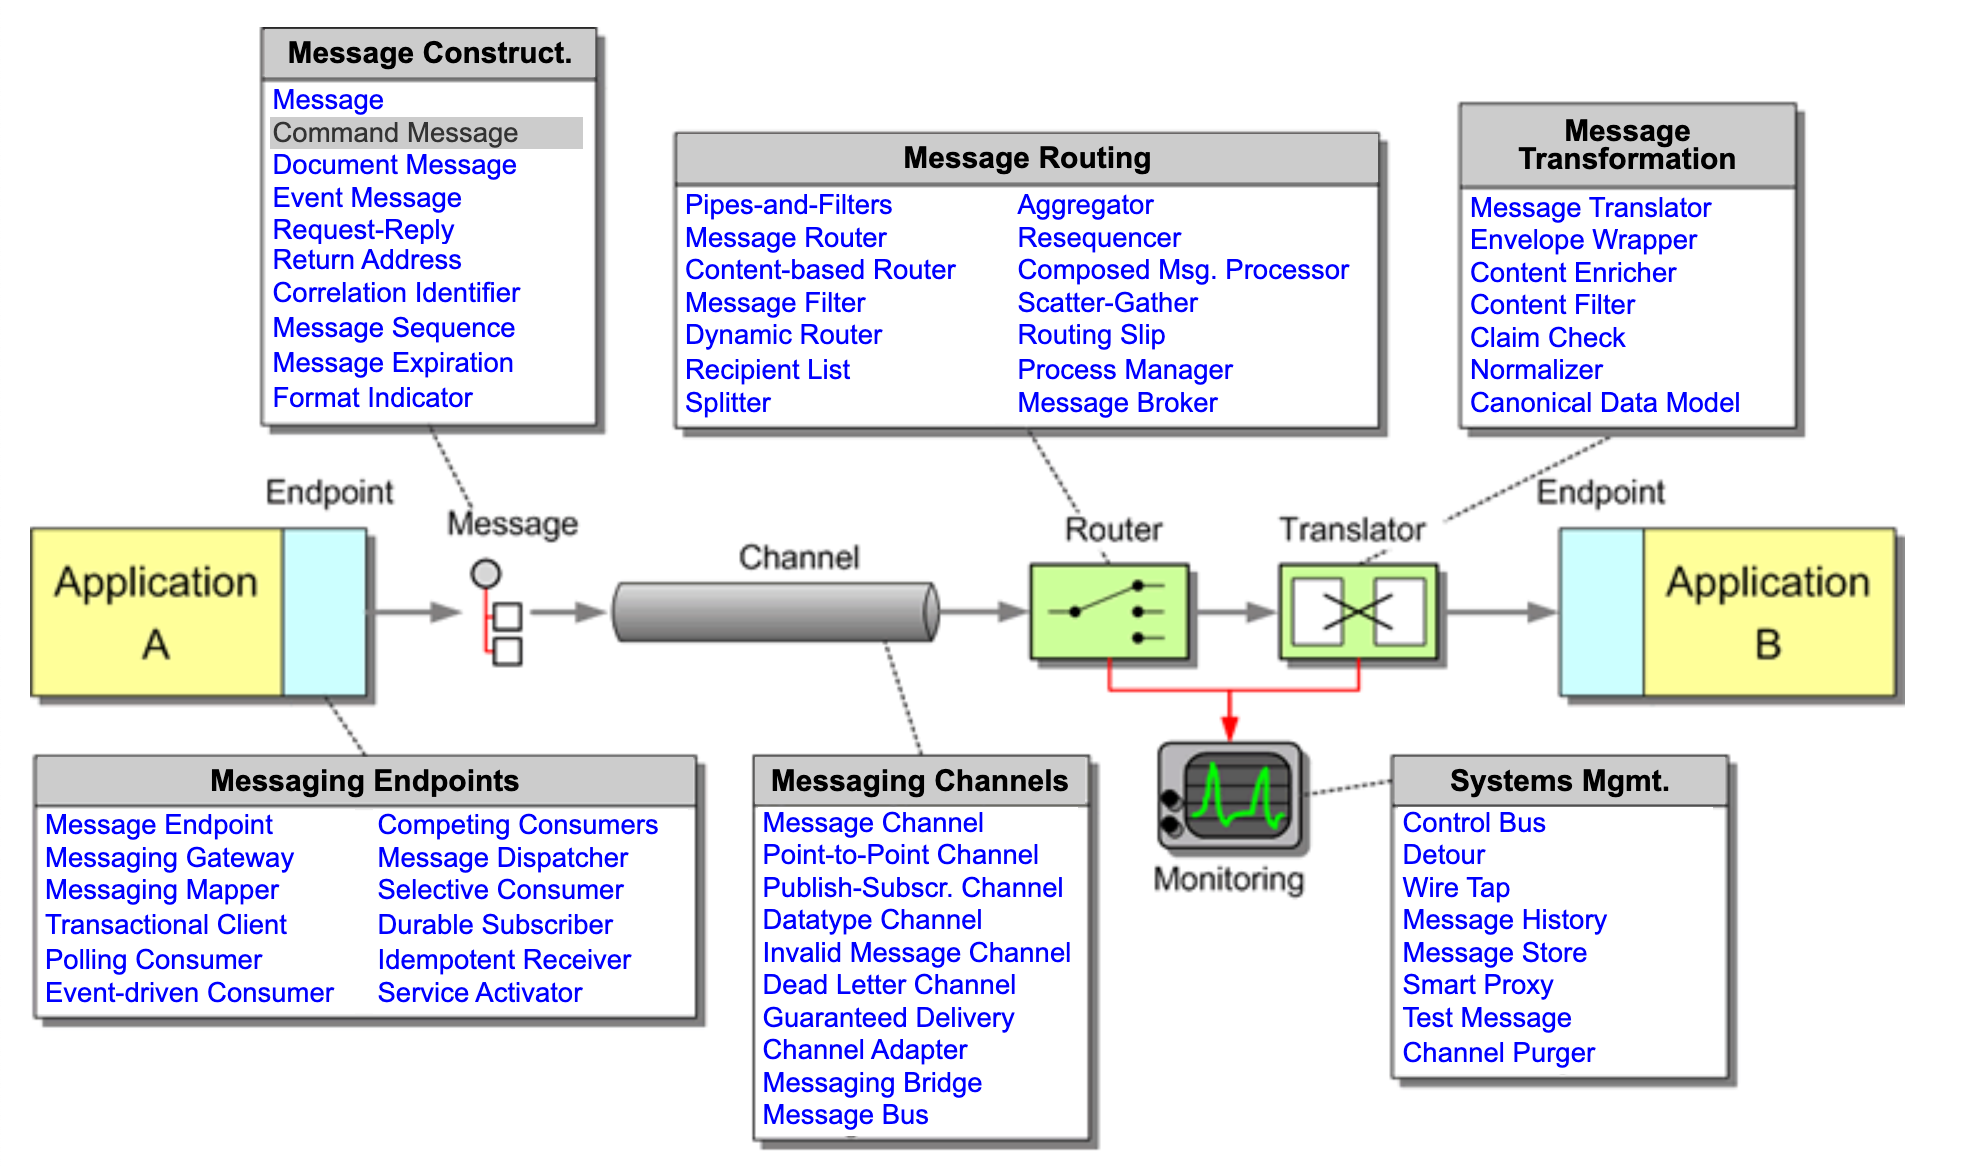 Message Construct.
Message
Command Message
Document Message
Event Message
Request-Reply
Return Address
Correlation Identifier
Message Sequence
Message Expiration
Format Indicator
Message Routing
Pipes-and-Filters
Message Router
Content-based Router
Message Filter
Dynamic Router
Recipient List
Splitter
Aggregator
Resequencer
Composed Msg. Processor
Scatter-Gather
Routing Slip
Process Manager
Message Broker
Message
Transformation
Message Translator
Envelope Wrapper
Content Enricher
Content Filter
Claim Check
Normalizer
Canonical Data Model
Endpoint
Application
A
Message
Channel
Router
Translator
Endpoint
Application
B
Messaging Endpoints
Message Endpoint
Messaging Gateway
Messaging Mapper
Transactional Client
Polling Consumer
Event-driven Consumer
Competing Consumers
Message Dispatcher
Selective Consumer
Durable Subscriber
Idempotent Receiver
Service Activator
Messaging Channels
Message Channel
Point-to-Point Channel
Publish-Subscr. Channel
Datatype Channel
Invalid Message Channel
Dead Letter Channel
Guaranteed Delivery
Channel Adapter
Messaging Bridge
Message Bus
Monitoring
Systems Mgmt.
Control Bus
Detour
Wire Tap
Message History
Message Store
Smart Proxy
Test Message
Channel Purger